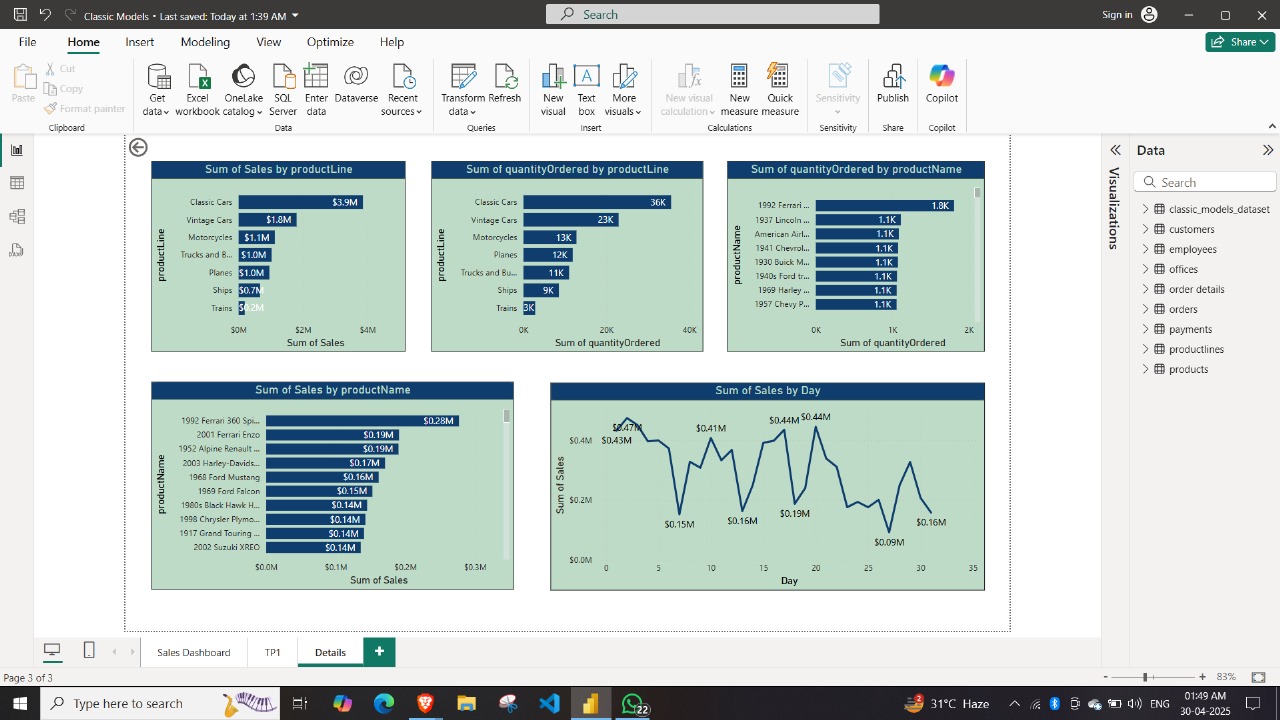 Classic Models • Last saved: Today at 1:39 AM
Search
Sign in
File Home Insert Modeling View Optimize Help
Share
Paste
Cut
Copy
Format painter
Clipboard
Get data
Excel workbook
OneLake catalog
SQL Server
Enter data
Dataverse
Recent sources
Data
Transform data
Refresh
Queries
New visual
Text box
More visuals
Insert
New visual calculation
New measure
Quick measure
Calculations
Sensitivity
Sensitivity
Publish
Share
Copilot
Copilot
Sum of Sales by productLine
productLine
Classic Cars $3.9M
Vintage Cars $1.8M
Motorcycles $1.1M
Trucks and B... $1.0M
Planes $1.0M
Ships $0.7M
Trains $0.2M
$0M $2M $4M
Sum of Sales
Sum of quantityOrdered by productLine
productLine
Classic Cars 36K
Vintage Cars 23K
Motorcycles 13K
Planes 12K
Trucks and Bu... 11K
Ships 9K
Trains 3K
0K 20K 40K
Sum of quantityOrdered
Sum of quantityOrdered by productName
productName
1992 Ferrari ... 1.8K
1937 Lincoln ... 1.1K
American Airl... 1.1K
1941 Chevrol... 1.1K
1930 Buick M... 1.1K
1940s Ford tr... 1.1K
1969 Harley ... 1.1K
1957 Chevy P... 1.1K
0K 1K 2K
Sum of quantityOrdered
Sum of Sales by productName
productName
1992 Ferrari 360 Spi... $0.28M
2001 Ferrari Enzo $0.19M
1952 Alpine Renault ... $0.19M
2003 Harley-Davids... $0.17M
1968 Ford Mustang $0.16M
1969 Ford Falcon $0.15M
1980s Black Hawk H... $0.14M
1998 Chrysler Plymo... $0.14M
1917 Grand Touring ... $0.14M
2002 Suzuki XREO $0.14M
$0.0M $0.1M $0.2M $0.3M
Sum of Sales
Sum of Sales by Day
Sum of Sales
$0.4M
$0.2M
$0.0M
$0.43M $0.47M $0.15M $0.41M $0.16M $0.44M $0.19M $0.44M $0.09M $0.16M
0 5 10 15 20 25 30 35
Day
Visualizations
Data
Search
classic_models_dataset
customers
employees
offices
order details
orders
payments
productlines
products
Sales Dashboard TP1 Details +
Page 3 of 3
- + 83%
Type here to search
22
2
31°C Haze
ENG
01:49 AM
30-04-2025